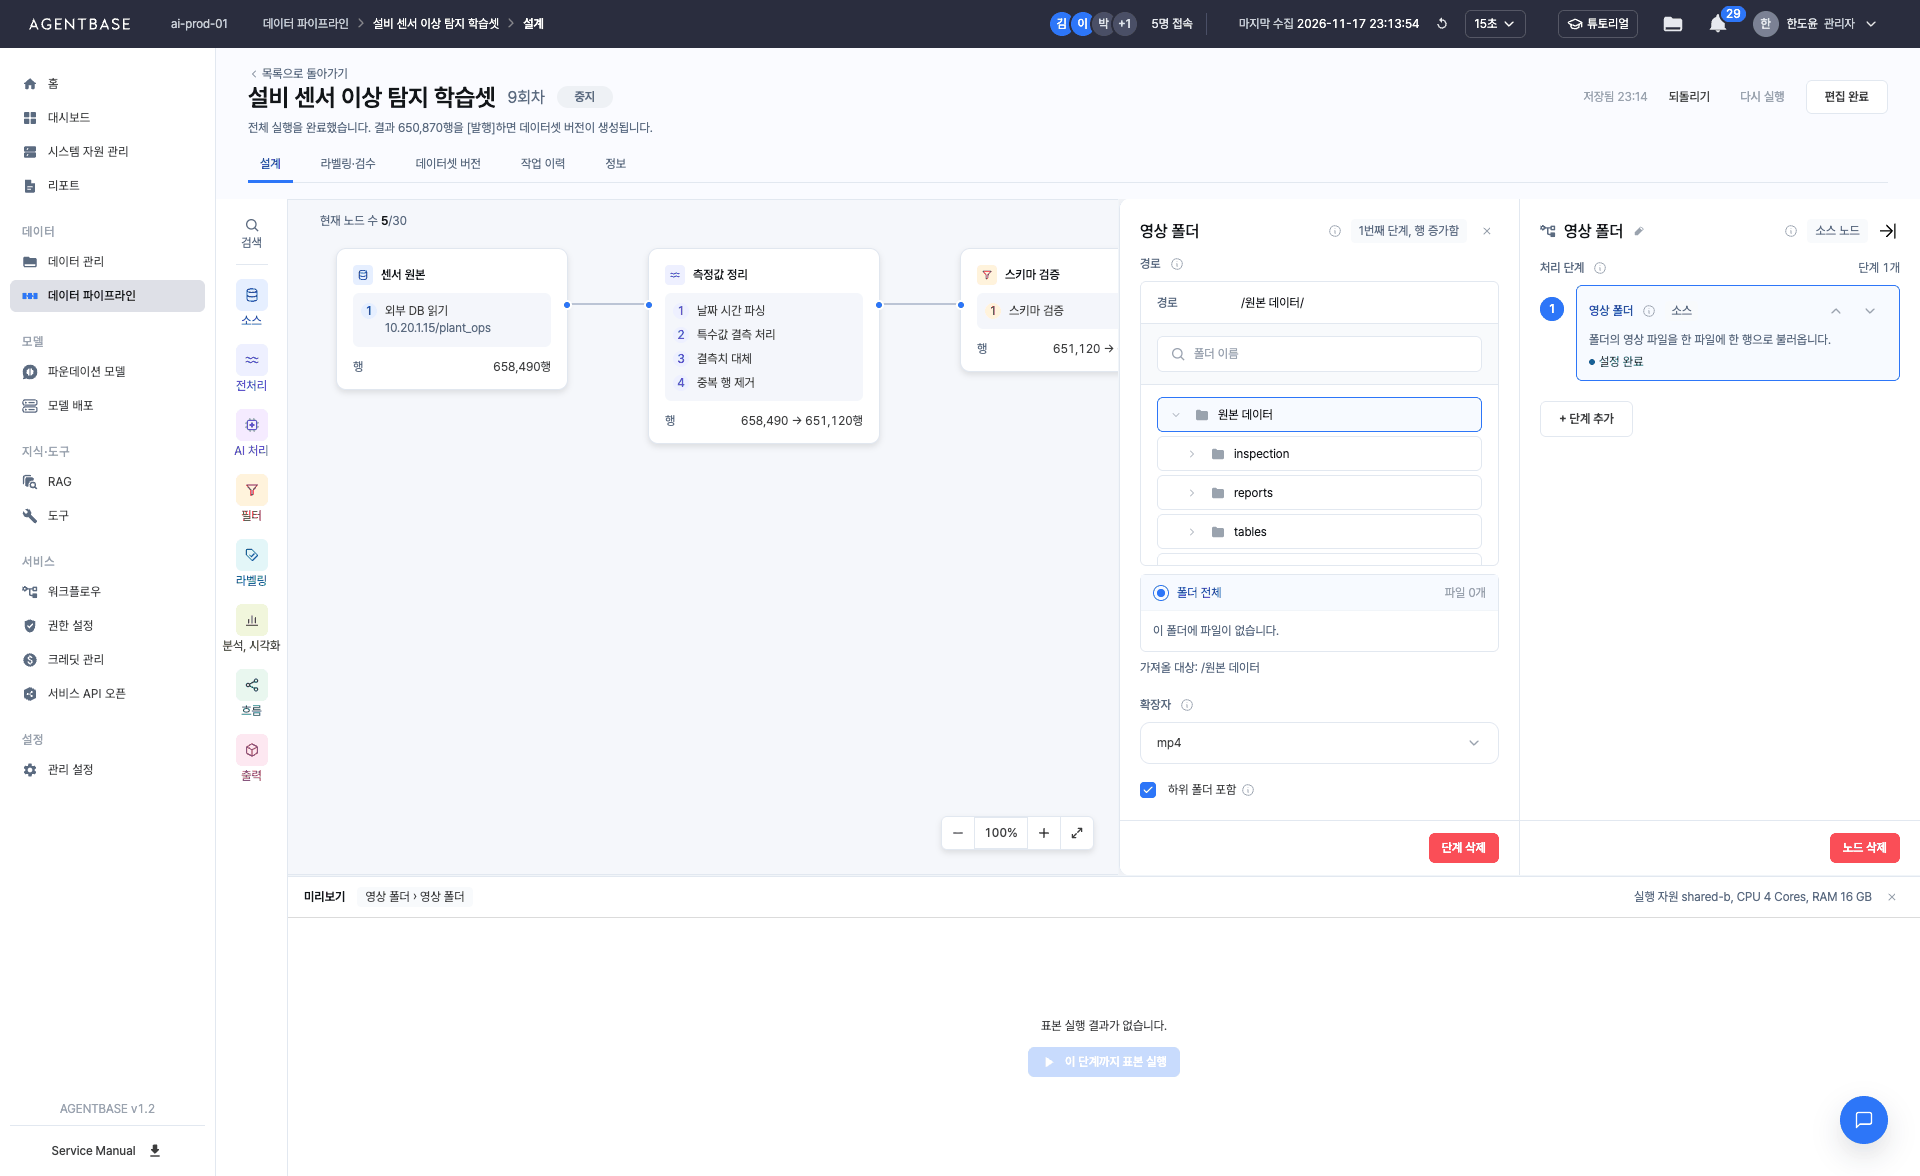 AGENTBASE
ai-prod-01
데이터 파이프라인 > 설비 센서 이상 탐지 학습셋 > 설계
김 이 박 +1 5명 접속
마지막 수집 2026-11-17 23:13:54
15초
튜토리얼
29
한 한도윤 관리자
홈
대시보드
시스템 자원 관리
리포트
데이터
데이터 관리
데이터 파이프라인
모델
파운데이션 모델
모델 배포
지식·도구
RAG
도구
서비스
워크플로우
권한 설정
크레딧 관리
서비스 API 오픈
설정
관리 설정
AGENTBASE v1.2
Service Manual
목록으로 돌아가기
설비 센서 이상 탐지 학습셋 9회차 중지
전체 실행을 완료했습니다. 결과 650,870행을 [발행]하면 데이터셋 버전이 생성됩니다.
저장됨 23:14 되돌리기 다시 실행 편집 완료
설계 라벨링·검수 데이터셋 버전 작업 이력 정보
검색
소스
전처리
AI 처리
필터
라벨링
분석, 시각화
흐름
출력
현재 노드 수 5/30
센서 원본
1 외부 DB 읽기
10.20.1.15/plant_ops
행 658,490행
측정값 정리
1 날짜 시간 파싱
2 특수값 결측 처리
3 결측치 대체
4 중복 행 제거
행 658,490 → 651,120행
스키마 검증
1 스키마 검증
행 651,120 →
100%
영상 폴더 1번째 단계, 행 증가함
경로
경로 /원본 데이터/
폴더 이름
원본 데이터
inspection
reports
tables
폴더 전체 파일 0개
이 폴더에 파일이 없습니다.
가져올 대상: /원본 데이터
확장자
mp4
하위 폴더 포함
단계 삭제
영상 폴더 소스 노드
처리 단계 단계 1개
1 영상 폴더 소스
폴더의 영상 파일을 한 파일에 한 행으로 불러옵니다.
설정 완료
+ 단계 추가
노드 삭제
미리보기 영상 폴더 › 영상 폴더
실행 자원 shared-b, CPU 4 Cores, RAM 16 GB
표본 실행 결과가 없습니다.
이 단계까지 표본 실행